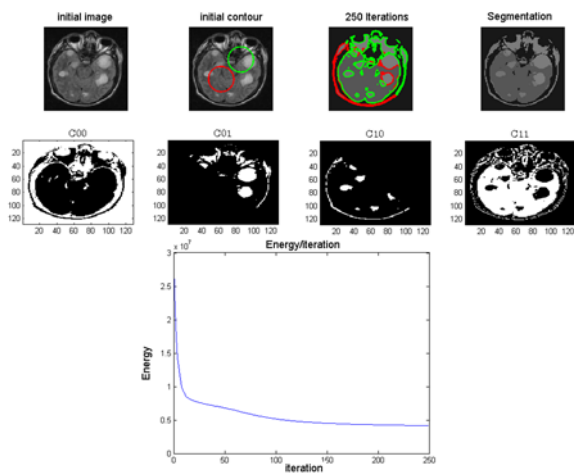 initial image initial contour 250 Iterations Segmentation
C00 C01 C10 C11
20 20 20 20
40 40 40 40
60 60 60 60
80 80 80 80
100 100 100 100
120 120 120 120
20 40 60 80 100 120 20 40 60 80 100 120 20 40 60 80 100 120 20 40 60 80 100 120
x 10^7 Energy/Iteration
3
2.5
2
Energy
1.5
1
0.5
0
0 50 100 150 200 250
iteration